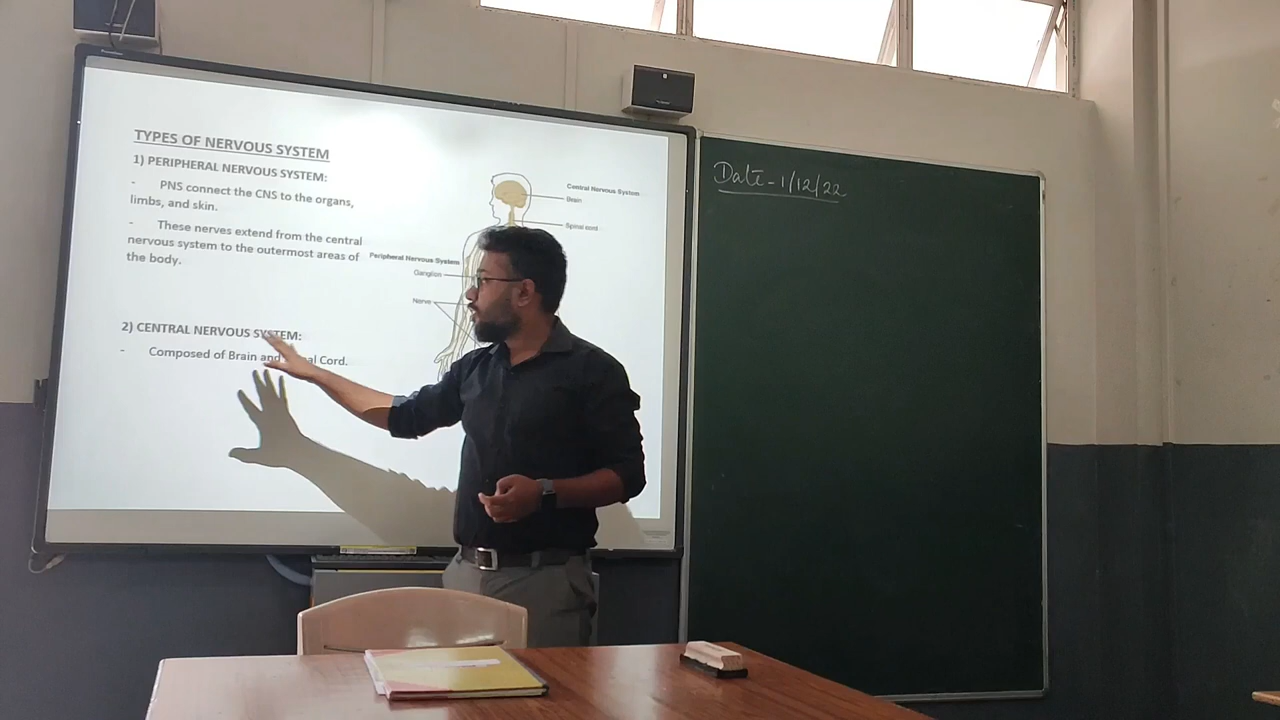 TYPES OF NERVOUS SYSTEM
1) PERIPHERAL NERVOUS SYSTEM:
- PNS connect the CNS to the organs,
limbs, and skin.
- These nerves extend from the central
nervous system to the outermost areas of
the body.
2) CENTRAL NERVOUS SYSTEM:
- Composed of Brain and Cord.
Central Nervous System
Brain
Spinal cord
Peripheral Nervous System
Ganglion
Nerve
Date - 1/12/22